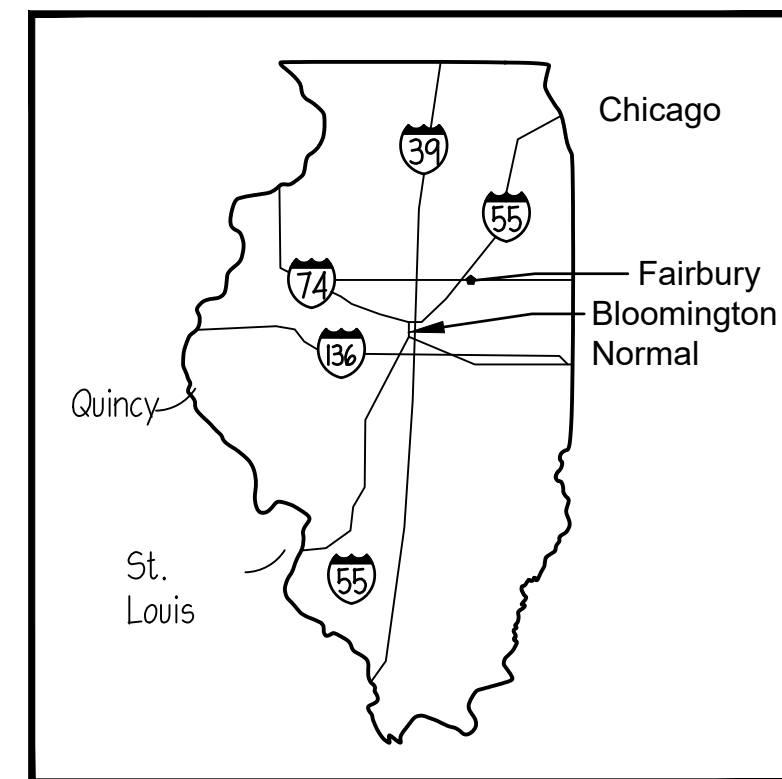 Chicago
39
55
Fairbury
74
Bloomington
Normal
136
Quincy
St.
Louis
55